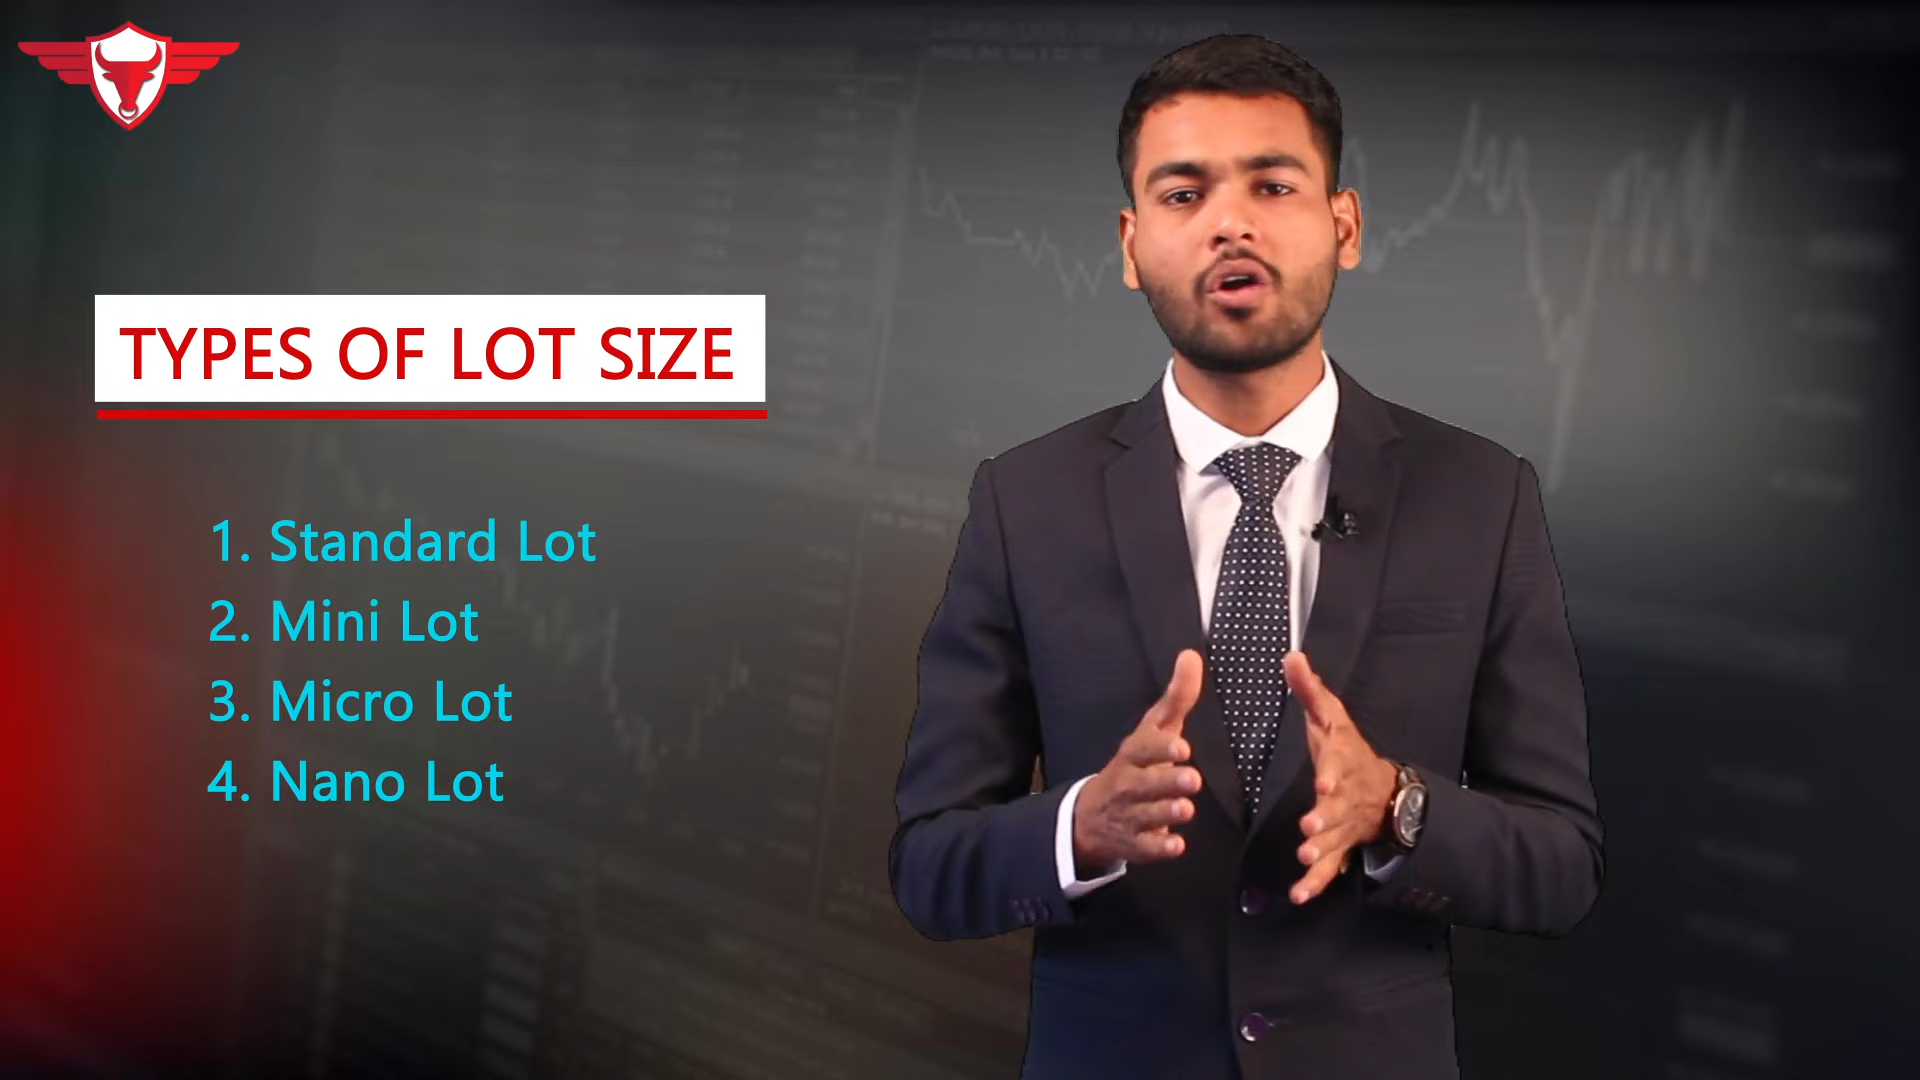 TYPES OF LOT SIZE
1. Standard Lot
2. Mini Lot
3. Micro Lot
4. Nano Lot